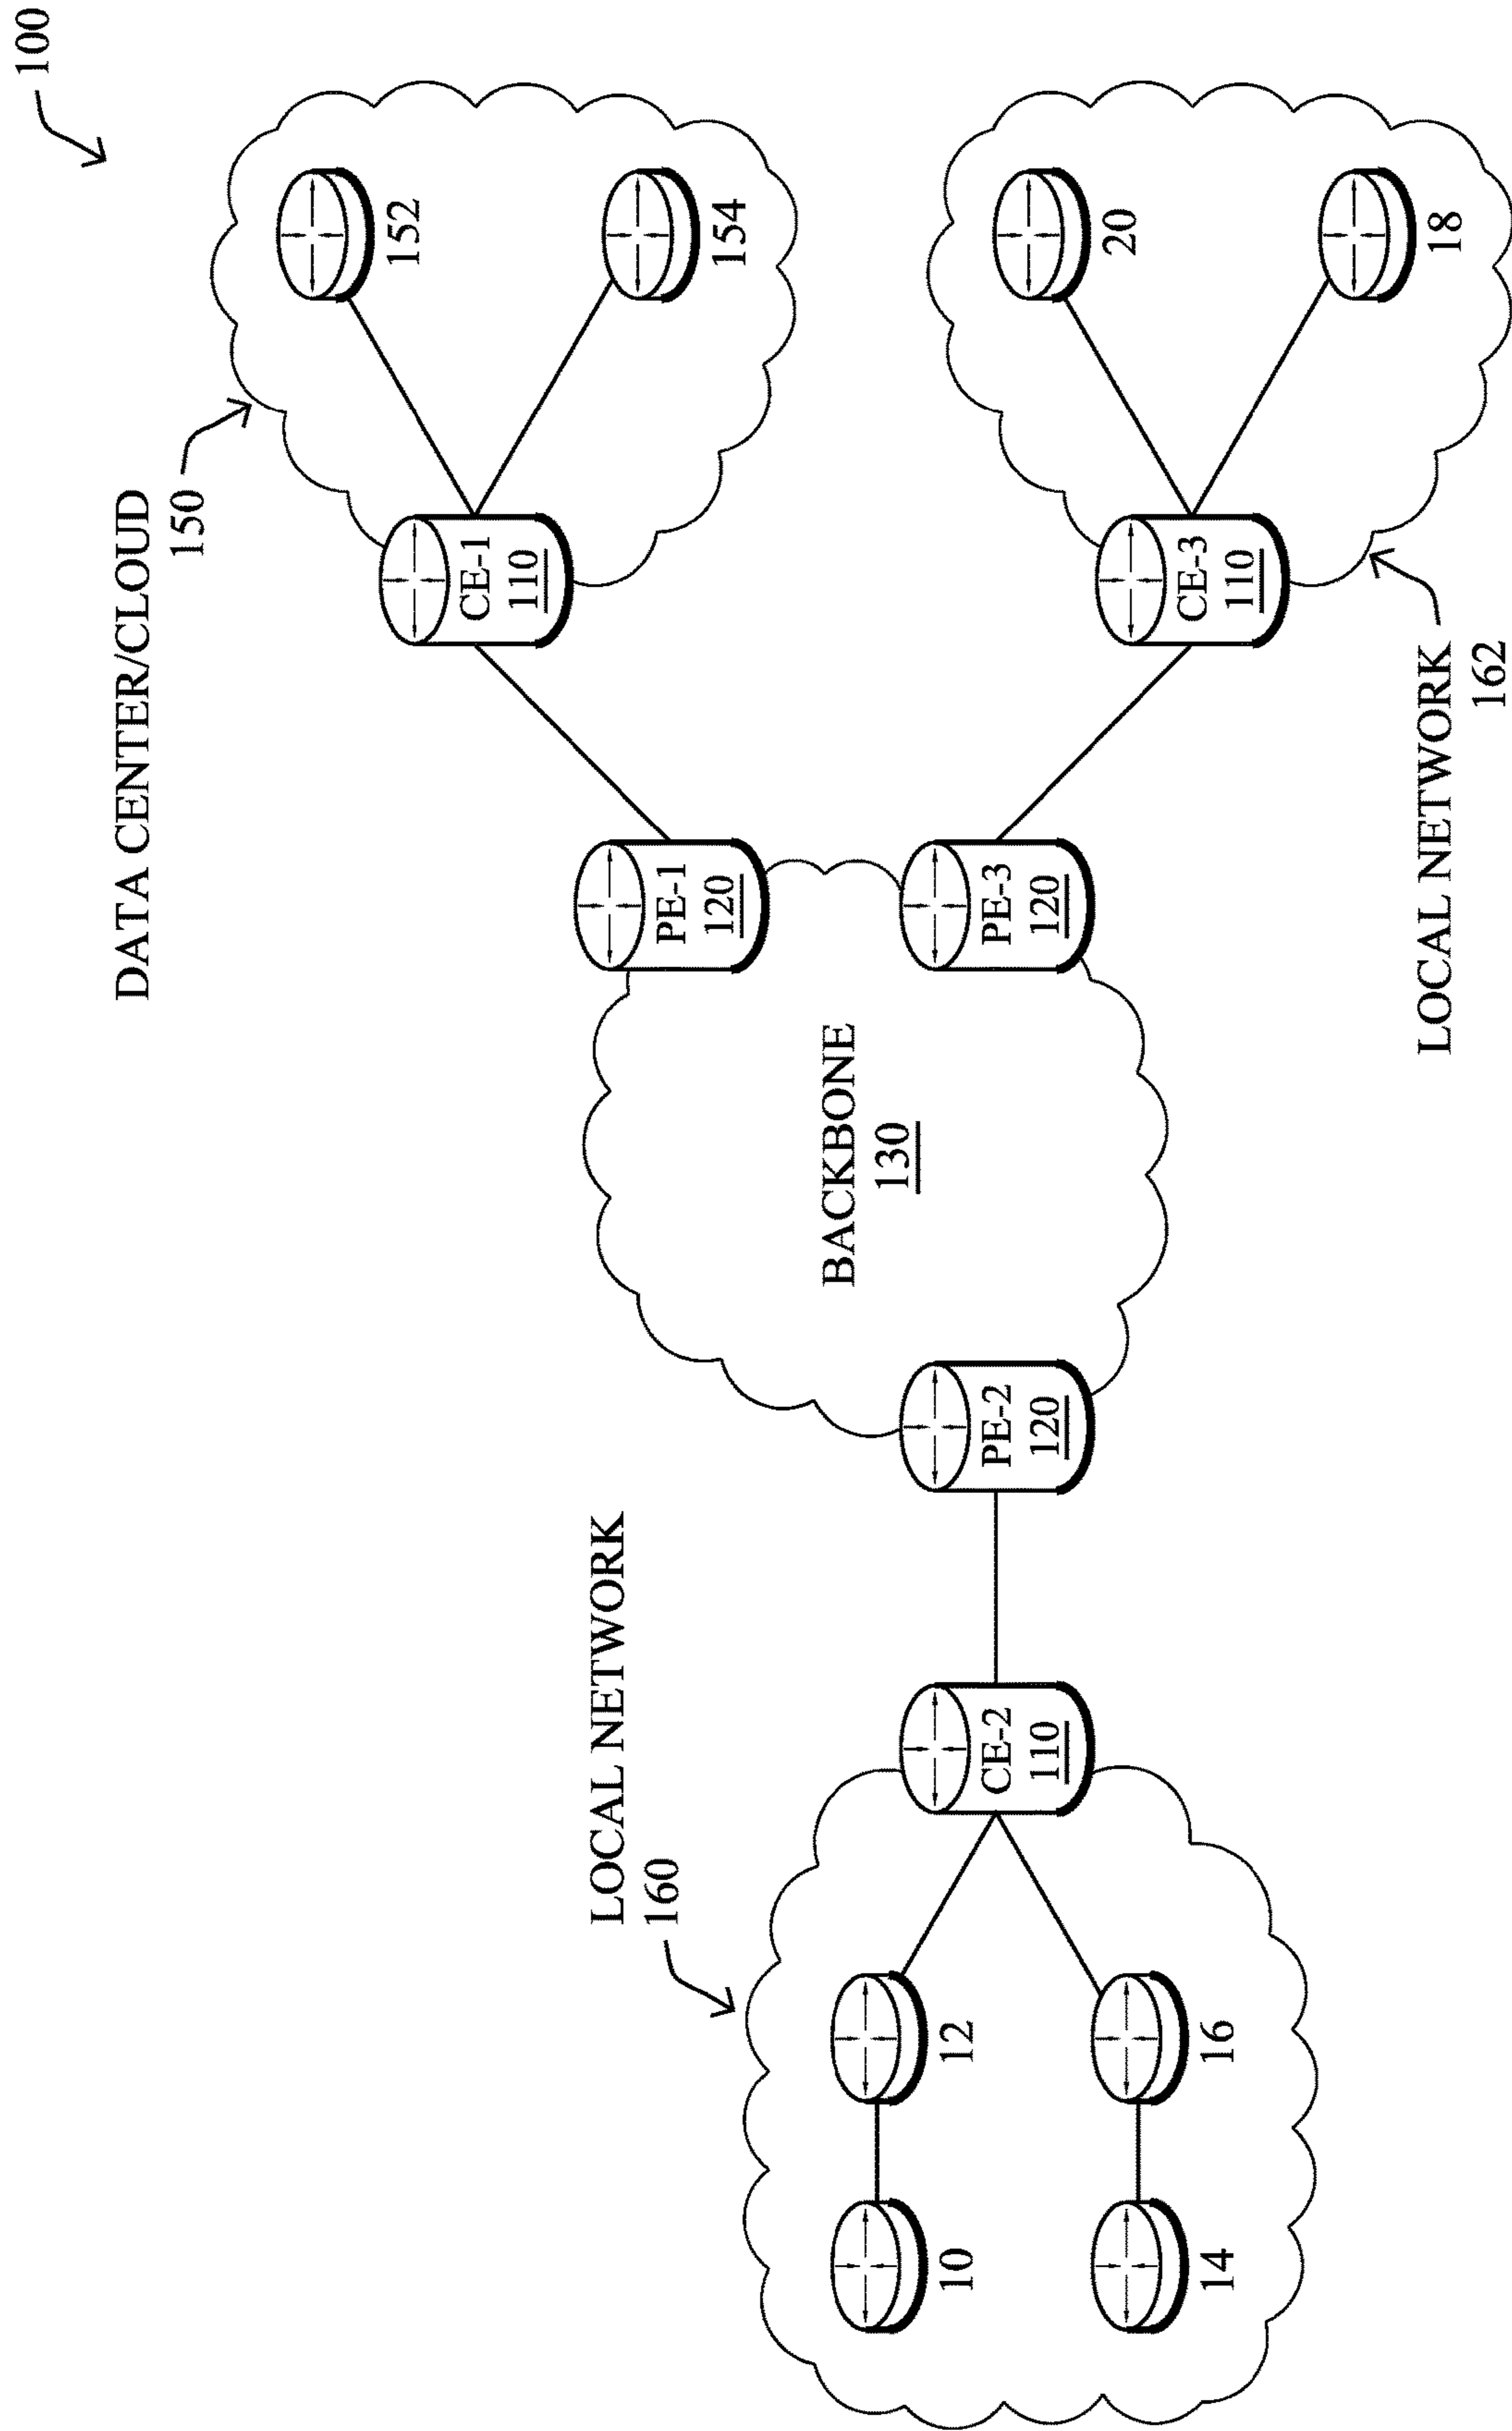 100
DATA CENTER/CLOUD
150
152
CE-1
110
154
PE-1
120
LOCAL NETWORK
160
BACKBONE
130
10
12
CE-2
110
PE-2
120
PE-3
120
CE-3
110
20
14
16
18
LOCAL NETWORK
162